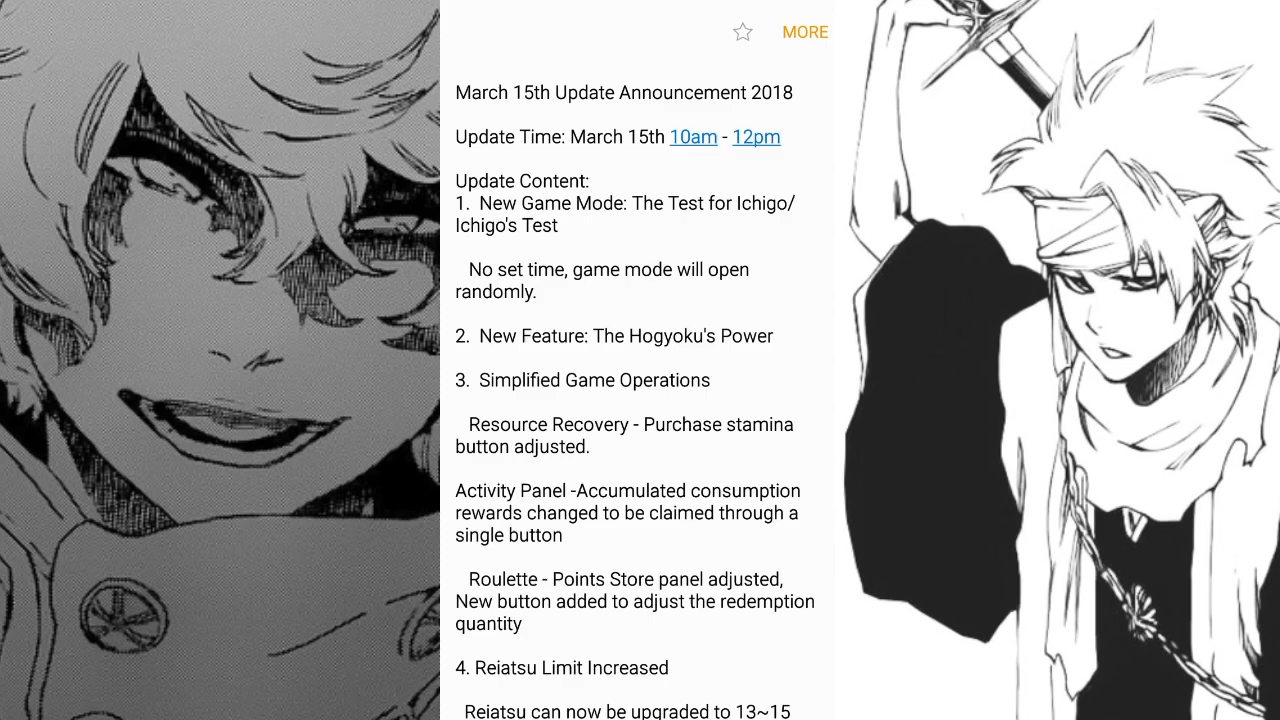 MORE
March 15th Update Announcement 2018
Update Time: March 15th 10am - 12pm
Update Content:
1.  New Game Mode: The Test for Ichigo/
Ichigo's Test
No set time, game mode will open
randomly.
2.  New Feature: The Hogyoku's Power
3.  Simplified Game Operations
Resource Recovery - Purchase stamina
button adjusted.
Activity Panel -Accumulated consumption
rewards changed to be claimed through a
single button
Roulette - Points Store panel adjusted,
New button added to adjust the redemption
quantity
4. Reiatsu Limit Increased
Reiatsu can now be upgraded to 13~15